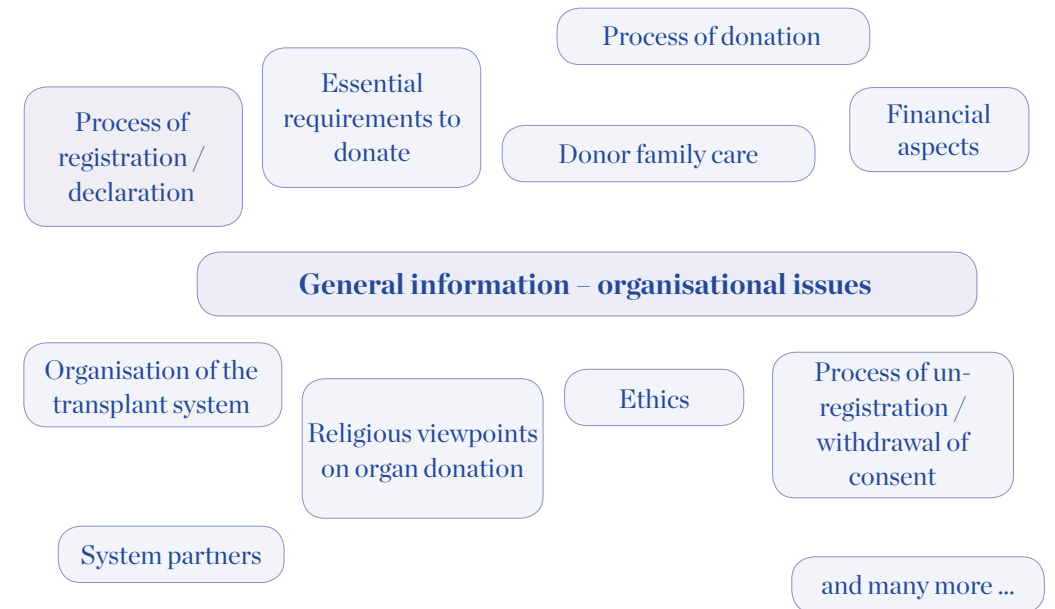 Process of donation
Essential
requirements to
donate
Process of
registration /
declaration
Financial
aspects
Donor family care
General information – organisational issues
Organisation of the
transplant system
Religious viewpoints
on organ donation
Ethics
Process of un-
registration /
withdrawal of
consent
System partners
and many more ...